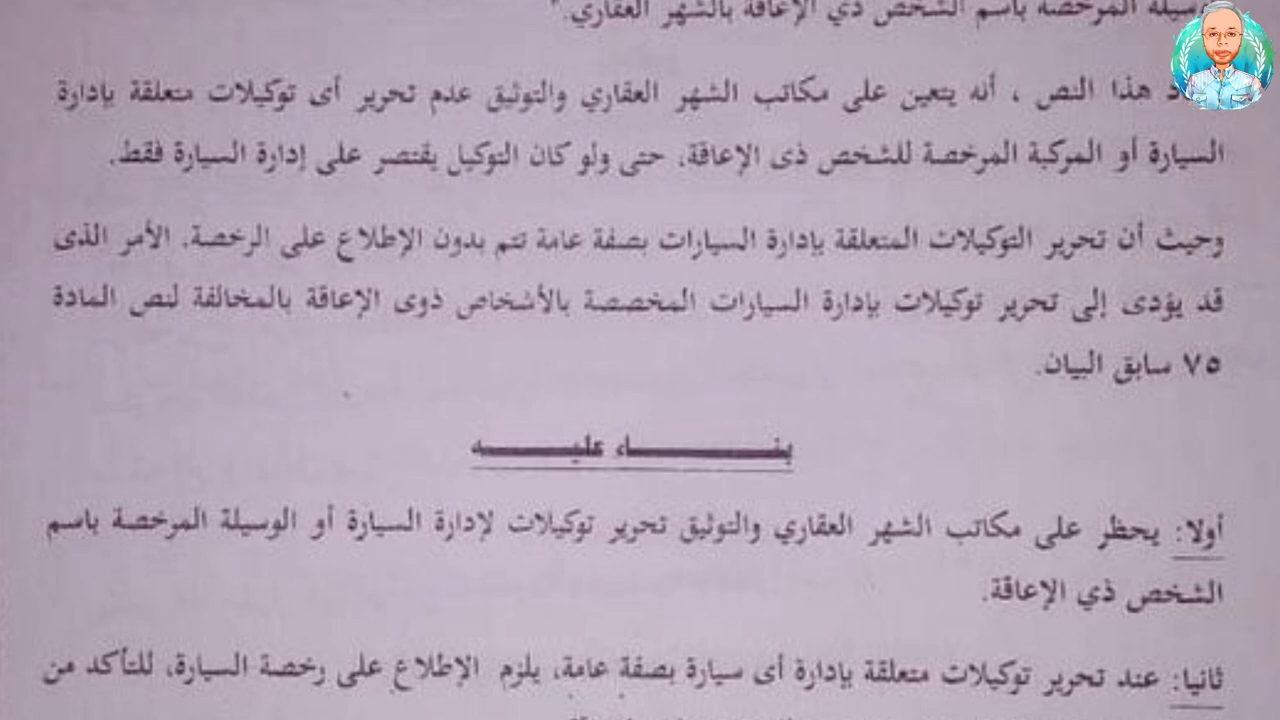 وسيلة المرخصة باسم الشخص ذي الإعاقة بالشهر العقاري."
هذا النص ، أنه يتعين على مكاتب الشهر العقاري والتوثيق عدم تحرير أى توكيلات متعلقة بإدارة
السيارة أو المركبة المرخصة للشخص ذى الإعاقة، حتى ولو كان التوكيل يقتصر على إدارة السيارة فقط.
وحيث أن تحرير التوكيلات المتعلقة بإدارة السيارات بصفة عامة تتم بدون الإطلاع على الرخصة، الأمر الذى
قد يؤدى إلى تحرير توكيلات بإدارة السيارات المخصصة بالأشخاص ذوى الإعاقة بالمخالفة لنص المادة
٧٥ سابق البيان.
بنـــــــــــاء عليـــــــــه
أولا: يحظر على مكاتب الشهر العقاري والتوثيق تحرير توكيلات لإدارة السيارة أو الوسيلة المرخصة باسم
الشخص ذي الإعاقة.
ثانيا: عند تحرير توكيلات متعلقة بإدارة أى سيارة بصفة عامة، يلزم الإطلاع على رخصة السيارة، للتأكد من